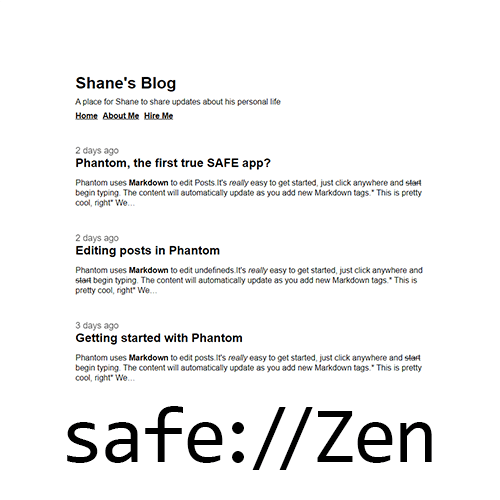 Shane's Blog
A place for Shane to share updates about his personal life
Home About Me Hire Me
2 days ago
Phantom, the first true SAFE app?
Phantom uses Markdown to edit Posts.It's really easy to get started, just click anywhere and start
begin typing. The content will automatically update as you add new Markdown tags.* This is pretty
cool, right* We…
2 days ago
Editing posts in Phantom
Phantom uses Markdown to edit undefineds.It's really easy to get started, just click anywhere and
start begin typing. The content will automatically update as you add new Markdown tags.* This is
pretty cool, right* We…
3 days ago
Getting started with Phantom
Phantom uses Markdown to edit posts.It's really easy to get started, just click anywhere and start
begin typing. The content will automatically update as you add new Markdown tags.* This is pretty
cool, right* We…
safe://Zen